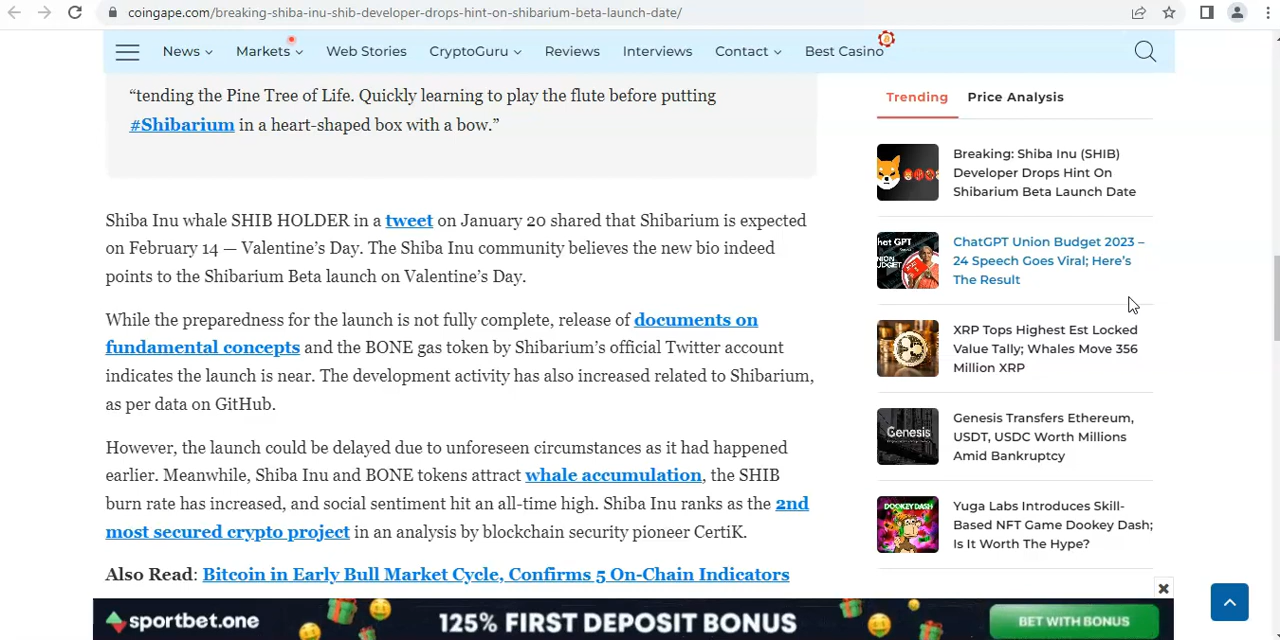 coingape.com/breaking-shiba-inu-shib-developer-drops-hint-on-shibarium-beta-launch-date/
News Markets Web Stories CryptoGuru Reviews Interviews Contact Best Casino
“tending the Pine Tree of Life. Quickly learning to play the flute before putting
#Shibarium in a heart-shaped box with a bow.”
Shiba Inu whale SHIB HOLDER in a tweet on January 20 shared that Shibarium is expected
on February 14 — Valentine’s Day. The Shiba Inu community believes the new bio indeed
points to the Shibarium Beta launch on Valentine’s Day.
While the preparedness for the launch is not fully complete, release of documents on
fundamental concepts and the BONE gas token by Shibarium’s official Twitter account
indicates the launch is near. The development activity has also increased related to Shibarium,
as per data on GitHub.
However, the launch could be delayed due to unforeseen circumstances as it had happened
earlier. Meanwhile, Shiba Inu and BONE tokens attract whale accumulation, the SHIB
burn rate has increased, and social sentiment hit an all-time high. Shiba Inu ranks as the 2nd
most secured crypto project in an analysis by blockchain security pioneer CertiK.
Also Read: Bitcoin in Early Bull Market Cycle, Confirms 5 On-Chain Indicators
Trending Price Analysis
Breaking: Shiba Inu (SHIB)
Developer Drops Hint On
Shibarium Beta Launch Date
ChatGPT Union Budget 2023 –
24 Speech Goes Viral; Here’s
The Result
XRP Tops Highest Est Locked
Value Tally; Whales Move 356
Million XRP
Genesis
Genesis Transfers Ethereum,
USDT, USDC Worth Millions
Amid Bankruptcy
DOOKEY DASH
Yuga Labs Introduces Skill-
Based NFT Game Dookey Dash;
Is It Worth The Hype?
sportbet.one 125% FIRST DEPOSIT BONUS BET WITH BONUS